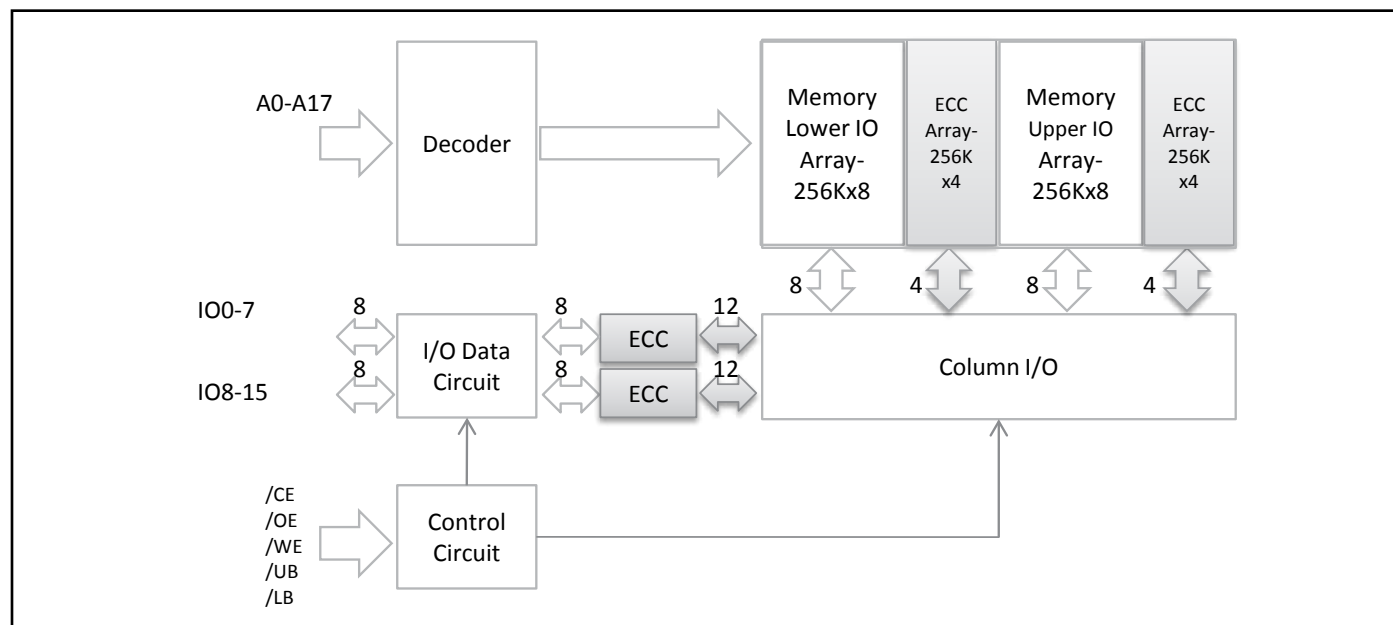 A0-A17
Decoder
Memory
Lower IO
Array-
256Kx8
ECC
Array-
256K
x4
Memory
Upper IO
Array-
256Kx8
ECC
Array-
256K
x4
8
4
8
4
IO0-7
8
8
12
I/O Data
Circuit
ECC
Column I/O
IO8-15
8
8
12
ECC
/CE
/OE
/WE
/UB
/LB
Control
Circuit